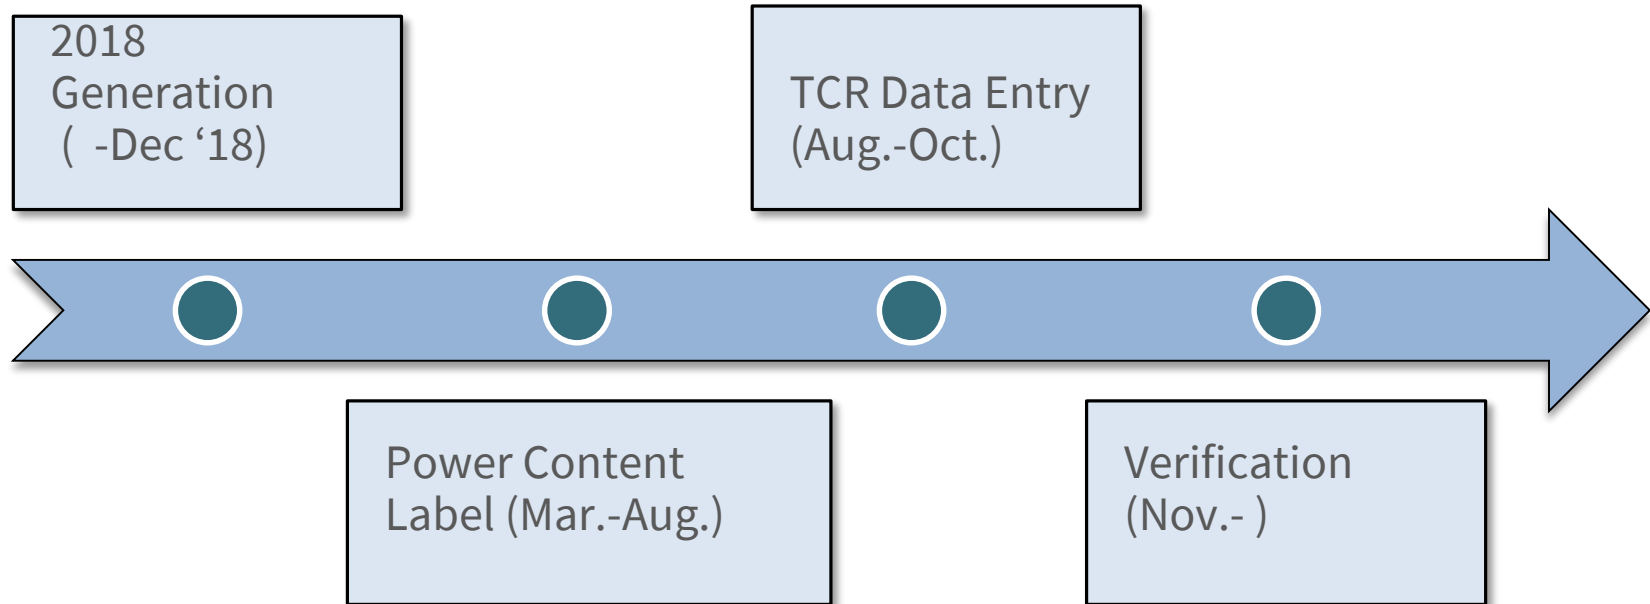 2018
Generation
( -Dec ‘18)
Power Content
Label (Mar.-Aug.)
TCR Data Entry
(Aug.-Oct.)
Verification
(Nov.- )